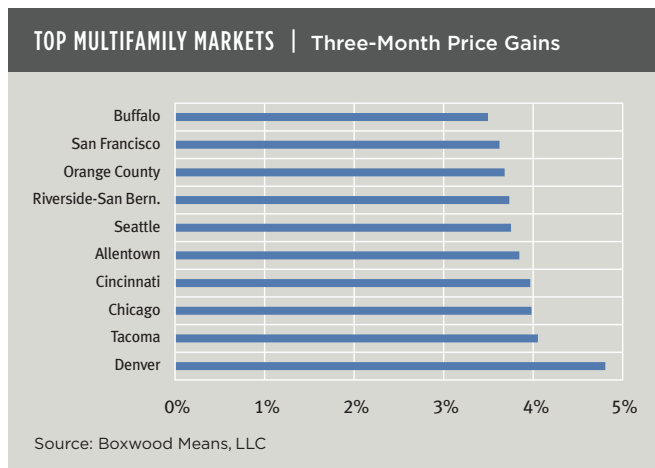 TOP MULTIFAMILY MARKETS | Three-Month Price Gains
Buffalo
San Francisco
Orange County
Riverside-San Bern.
Seattle
Allentown
Cincinnati
Chicago
Tacoma
Denver
0% 1% 2% 3% 4% 5%
Source: Boxwood Means, LLC